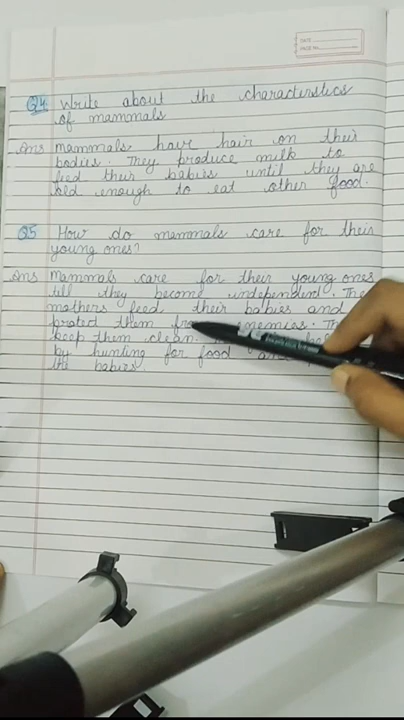 DATE
PAGE No.
Q4 Write about the characteristics
of mammals
Ans Mammals have hair on their
bodies. They produce milk to
feed their babies until they are
old enough to eat other food.
Q5 How do mammals care for their
young ones?
Ans Mammals care for their young ones
till they become independent. The
mothers feed their babies and
protect them
keep them clean.
by hunting for food
the babies.